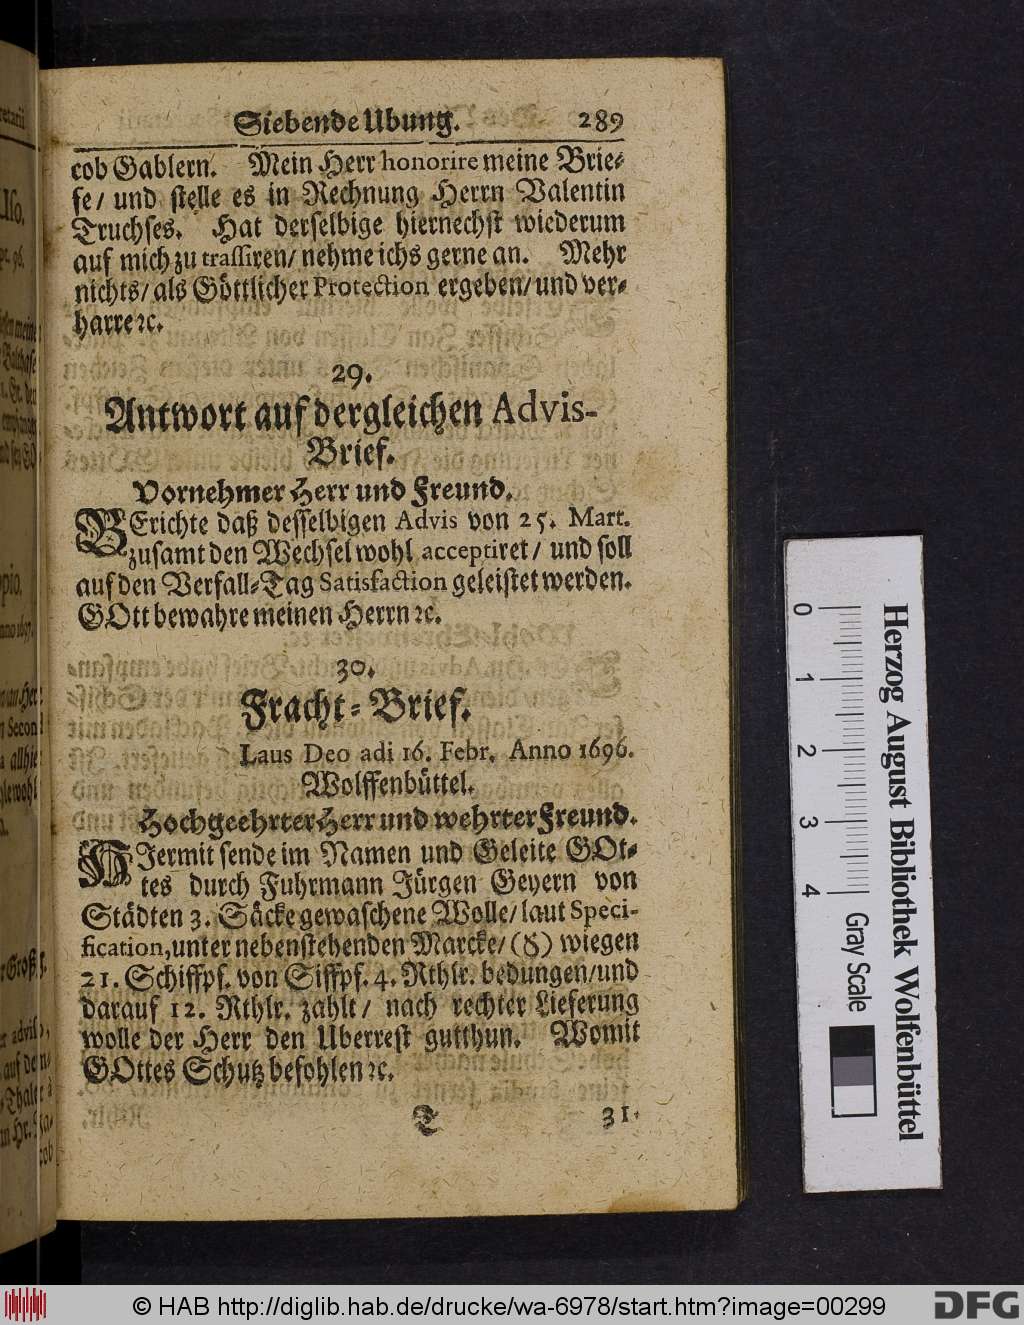 Siebende Ubung. 289
cob Gablern. Mein Herr honorire meine Brie-
fe/ und stelle es in Rechnung Herrn Valentin
Truchses. Hat derselbige hiernechst wiederum
auf mich zu trassiren/ nehme ichs gerne an. Mehr
nichts/ als Göttlicher Protection ergeben/ und ver-
harre ꝛc.
29.
Antwort auf dergleichen Advis-
Brief.
Vornehmer Herr und Freund.
BErichte daß desselbigen Advis von 25. Mart.
zusamt den Wechsel wohl acceptiret/ und soll
auf den Verfall-Tag Satisfaction geleistet werden.
GOtt bewahre meinen Herrn ꝛc.
30.
Fracht-Brief.
Laus Deo adi 16. Febr. Anno 1696.
Wolffenbüttel.
Hochgeehrter Herr und wehrter Freund.
HIermit sende im Namen und Geleite GOt-
tes durch Fuhrmann Jürgen Geyern von
Städten 3. Säcke gewaschene Wolle/ laut Speci-
fication, unter nebenstehenden Marcke/ ( ) wiegen
21. Schiffpf. von Siffpf. 4. Rthlr. bedungen/ und
darauf 12. Rthlr. zahlt/ nach rechter Lieferung
wolle der Herr den Uberrest gutthun. Womit
GOttes Schutz befohlen ꝛc.
T 31.
Herzog August Bibliothek Wolfenbüttel
0 1 2 3 4 Gray Scale
© HAB http://diglib.hab.de/drucke/wa-6978/start.htm?image=00299
DFG